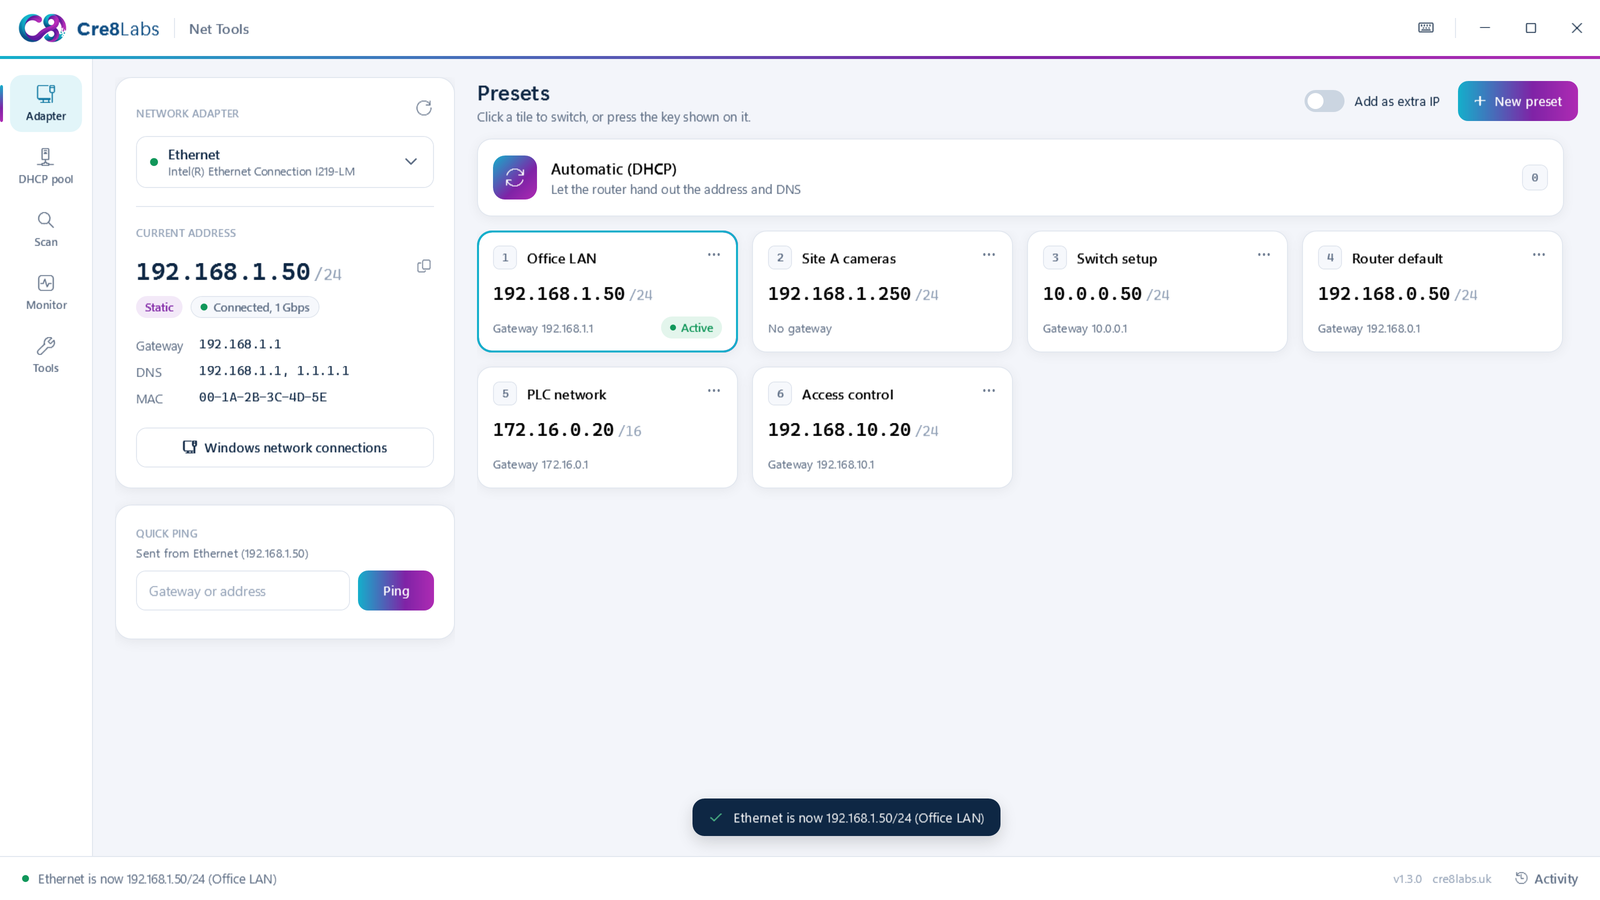 Cre8Labs
Net Tools
Adapter
DHCP pool
Scan
Monitor
Tools
NETWORK ADAPTER
Ethernet
Intel(R) Ethernet Connection I219-LM
CURRENT ADDRESS
192.168.1.50 /24
Static
Connected, 1 Gbps
Gateway 192.168.1.1
DNS 192.168.1.1, 1.1.1.1
MAC 00-1A-2B-3C-4D-5E
Windows network connections
QUICK PING
Sent from Ethernet (192.168.1.50)
Gateway or address
Ping
Presets
Click a tile to switch, or press the key shown on it.
Add as extra IP
+ New preset
Automatic (DHCP)
Let the router hand out the address and DNS
0
1 Office LAN ...
192.168.1.50 /24
Gateway 192.168.1.1
Active
2 Site A cameras ...
192.168.1.250 /24
No gateway
3 Switch setup ...
10.0.0.50 /24
Gateway 10.0.0.1
4 Router default ...
192.168.0.50 /24
Gateway 192.168.0.1
5 PLC network ...
172.16.0.20 /16
Gateway 172.16.0.1
6 Access control ...
192.168.10.20 /24
Gateway 192.168.10.1
Ethernet is now 192.168.1.50/24 (Office LAN)
Ethernet is now 192.168.1.50/24 (Office LAN)
v1.3.0
cre8labs.uk
Activity